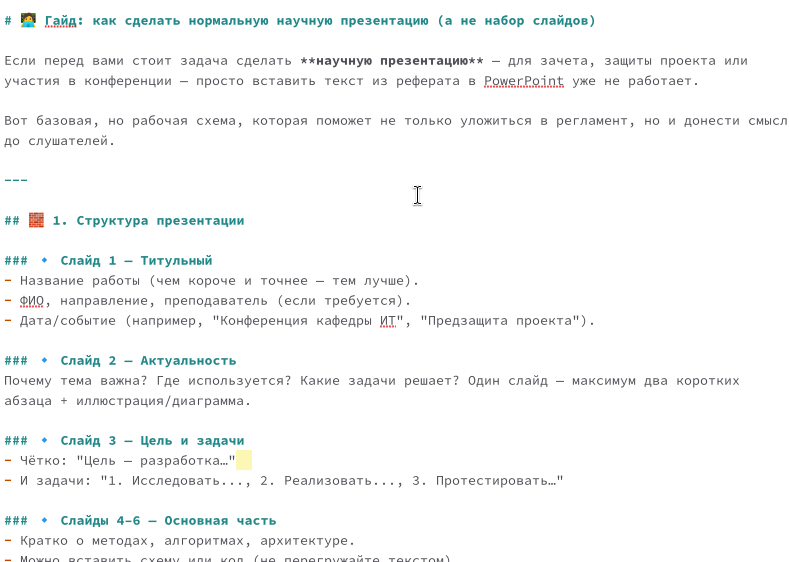 # 🧑‍💻 Гайд: как сделать нормальную научную презентацию (а не набор слайдов)
Если перед вами стоит задача сделать **научную презентацию** — для зачета, защиты проекта или
участия в конференции — просто вставить текст из реферата в PowerPoint уже не работает.
Вот базовая, но рабочая схема, которая поможет не только уложиться в регламент, но и донести смысл
до слушателей.
---
## 🧱 1. Структура презентации
### 🔹 Слайд 1 — Титульный
- Название работы (чем короче и точнее — тем лучше).
- ФИО, направление, преподаватель (если требуется).
- Дата/событие (например, "Конференция кафедры ИТ", "Предзащита проекта").
### 🔹 Слайд 2 — Актуальность
Почему тема важна? Где используется? Какие задачи решает? Один слайд — максимум два коротких
абзаца + иллюстрация/диаграмма.
### 🔹 Слайд 3 — Цель и задачи
- Чётко: "Цель — разработка…"
- И задачи: "1. Исследовать..., 2. Реализовать..., 3. Протестировать…"
### 🔹 Слайды 4–6 — Основная часть
- Кратко о методах, алгоритмах, архитектуре.
- Можно вставить схему или код (не перегружайте текстом)